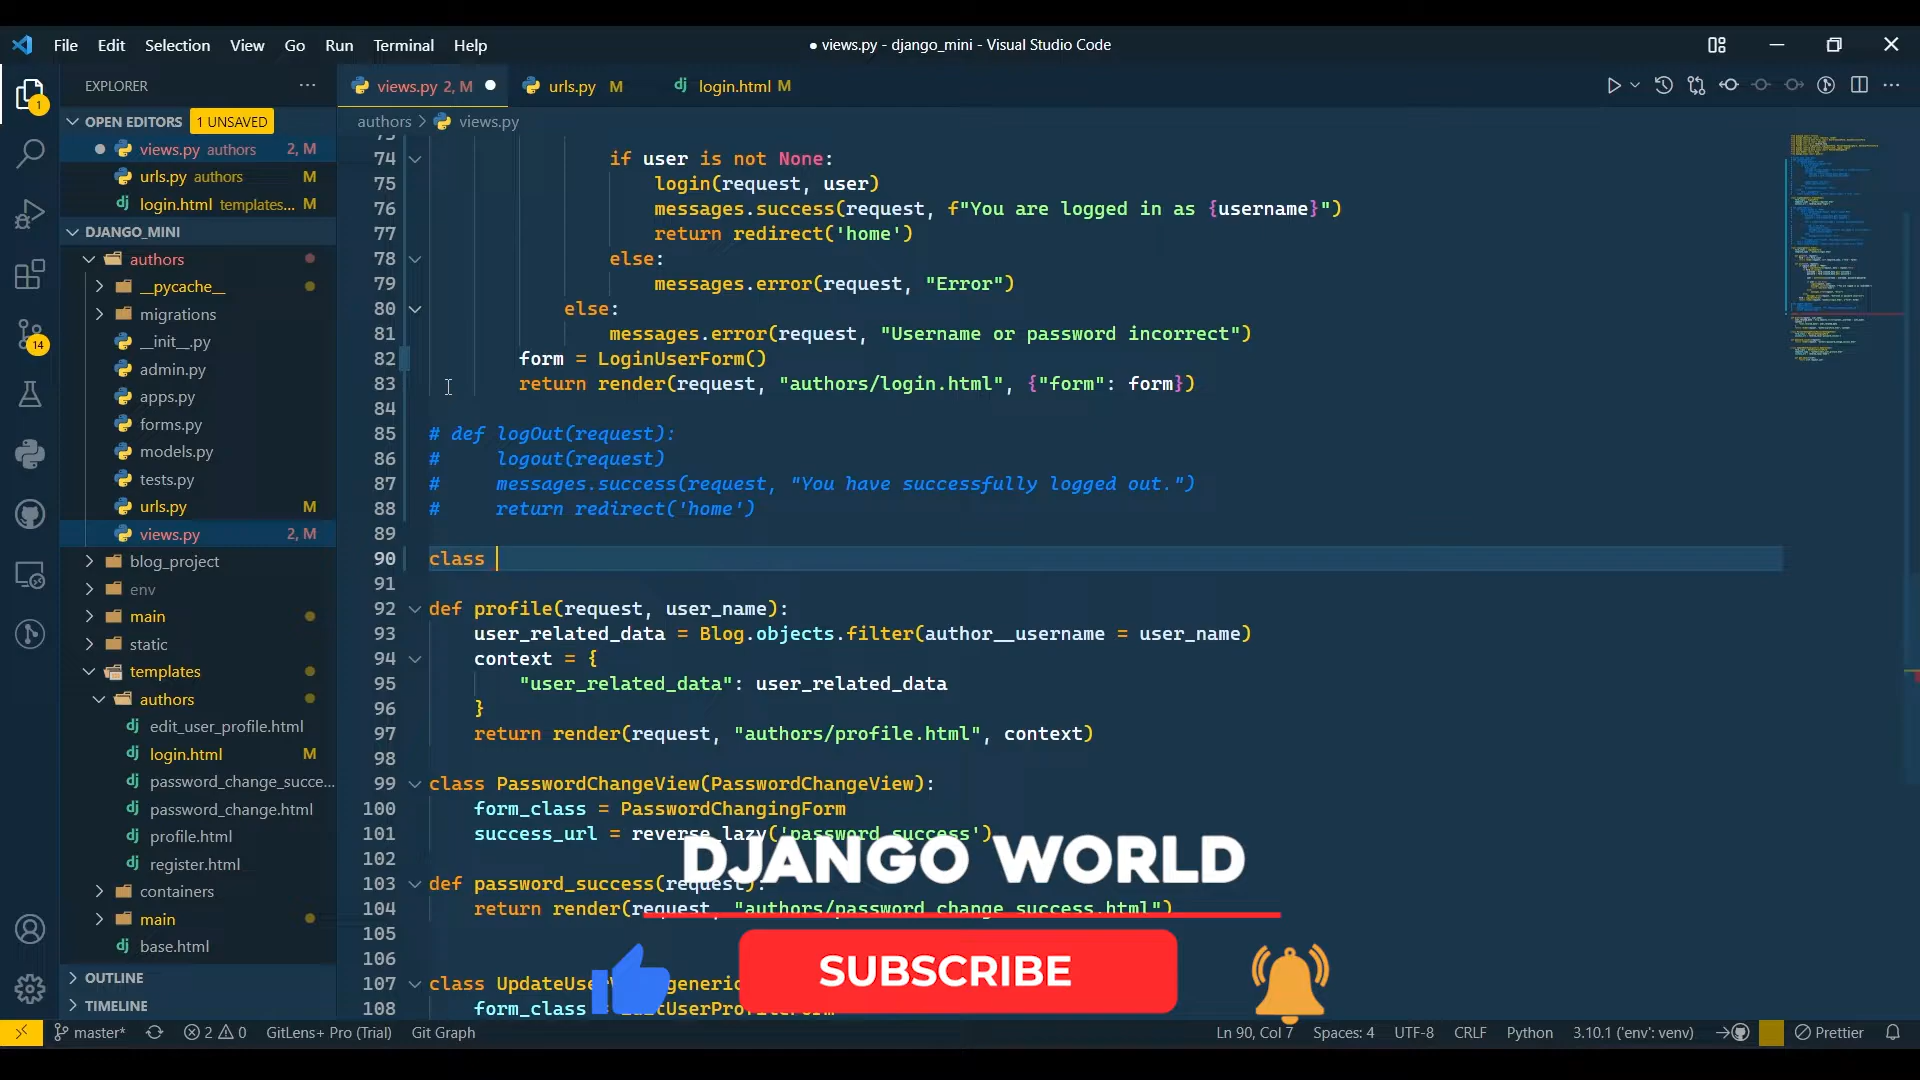 File Edit Selection View Go Run Terminal Help
● views.py - django_mini - Visual Studio Code
EXPLORER
OPEN EDITORS 1 UNSAVED
views.py authors 2, M
urls.py authors M
login.html templates... M
DJANGO_MINI
authors
__pycache__
migrations
__init__.py
admin.py
apps.py
forms.py
models.py
tests.py
urls.py M
views.py 2, M
blog_project
env
main
static
templates
authors
edit_user_profile.html
login.html M
password_change_succe...
password_change.html
profile.html
register.html
containers
main
base.html
OUTLINE
TIMELINE
1
14
views.py 2, M
urls.py M
login.html M
authors > views.py
74 if user is not None:
75 login(request, user)
76 messages.success(request, f"You are logged in as {username}")
77 return redirect('home')
78 else:
79 messages.error(request, "Error")
80 else:
81 messages.error(request, "Username or password incorrect")
82 form = LoginUserForm()
83 return render(request, "authors/login.html", {"form": form})
84
85 # def logOut(request):
86 # logout(request)
87 # messages.success(request, "You have successfully logged out.")
88 # return redirect('home')
89
90 class
91
92 def profile(request, user_name):
93 user_related_data = Blog.objects.filter(author__username = user_name)
94 context = {
95 "user_related_data": user_related_data
96 }
97 return render(request, "authors/profile.html", context)
98
99 class PasswordChangeView(PasswordChangeView):
100 form_class = PasswordChangingForm
101 success_url = reverse_lazy('password_success')
102
103 def password_success(request):
104 return render(request, "authors/password_change_success.html")
105
106
107 class
108 form_class
DJANGO WORLD
SUBSCRIBE
master* 2 0 GitLens+ Pro (Trial) Git Graph
Ln 90, Col 7 Spaces: 4 UTF-8 CRLF Python 3.10.1 ('env': venv) Prettier